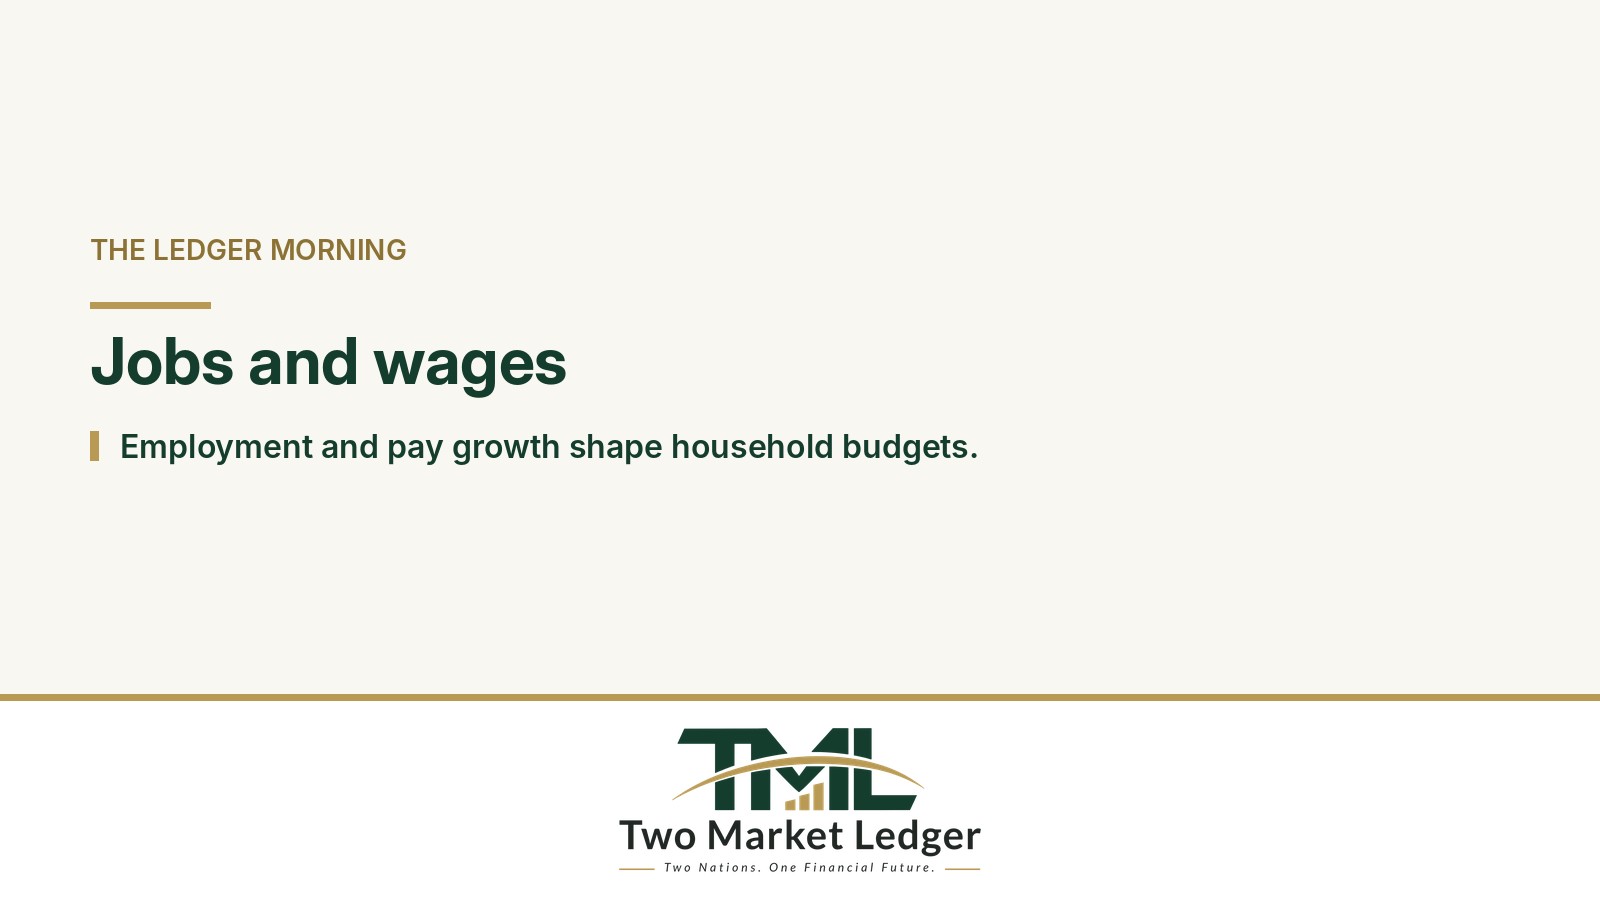 THE LEDGER MORNING
Jobs and wages
Employment and pay growth shape household budgets.
TML
Two Market Ledger
Two Nations. One Financial Future.